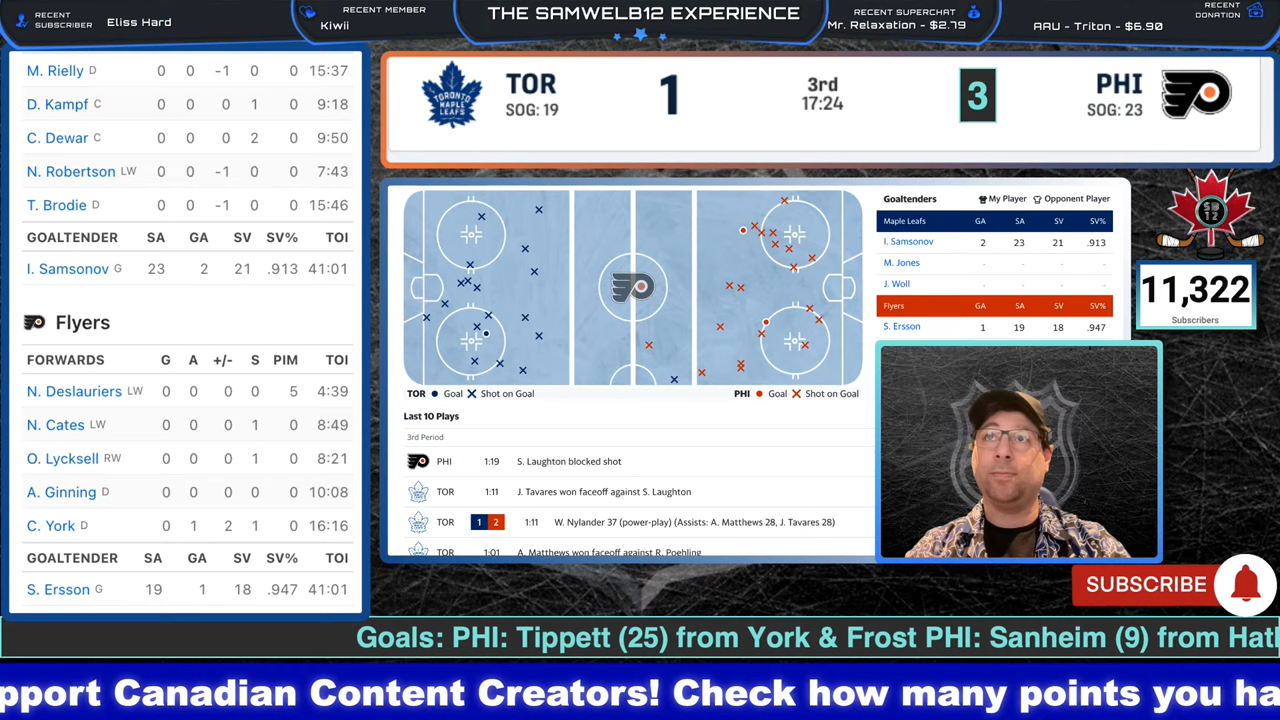 RECENT
SUBSCRIBER
Eliss Hard
RECENT MEMBER
Kiwii
THE SAMWELB12 EXPERIENCE
RECENT SUPERCHAT
Mr. Relaxation - $2.79
AAU - Triton - $6.90
RECENT
DONATION
M. Rielly D 0 0 -1 0 0 15:37
D. Kampf C 0 0 0 1 0 9:18
C. Dewar C 0 0 0 2 0 9:50
N. Robertson LW 0 0 -1 0 0 7:43
T. Brodie D 0 0 -1 0 0 15:46
GOALTENDER SA GA SV SV% TOI
I. Samsonov G 23 2 21 .913 41:01
Flyers
FORWARDS G A +/- S PIM TOI
N. Deslauriers LW 0 0 0 0 5 4:39
N. Cates LW 0 0 0 1 0 8:49
O. Lycksell RW 0 0 0 1 0 8:21
A. Ginning D 0 0 0 0 0 10:08
C. York D 0 1 2 1 0 16:16
GOALTENDER SA GA SV SV% TOI
S. Ersson G 19 1 18 .947 41:01
TORONTO
MAPLE
LEAFS
TOR
SOG: 19
1
3rd
17:24
3
PHI
SOG: 23
TOR Goal Shot on Goal
PHI Goal Shot on Goal
Goaltenders My Player Opponent Player
Maple Leafs GA SA SV SV%
I. Samsonov 2 23 21 .913
M. Jones - - - -
J. Woll - - - -
Flyers GA SA SV SV%
S. Ersson 1 19 18 .947
Last 10 Plays
3rd Period
PHI 1:19 S. Laughton blocked shot
TOR 1:11 J. Tavares won faceoff against S. Laughton
TOR 1 2 1:11 W. Nylander 37 (power-play) (Assists: A. Matthews 28, J. Tavares 28)
TOR 1:01 A. Matthews won faceoff against R. Poehling
SB
12
11,322
Subscribers
SUBSCRIBE
Goals: PHI: Tippett (25) from York & Frost PHI: Sanheim (9) from Hat
pport Canadian Content Creators! Check how many points you ha